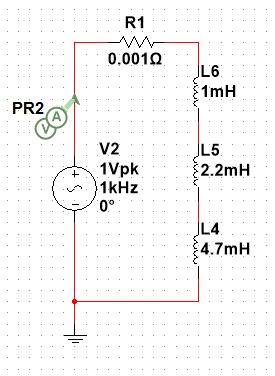 R1
0.001Ω
L6
1mH
PR2
V A
V2
1Vpk
1kHz
0°
L5
2.2mH
L4
4.7mH